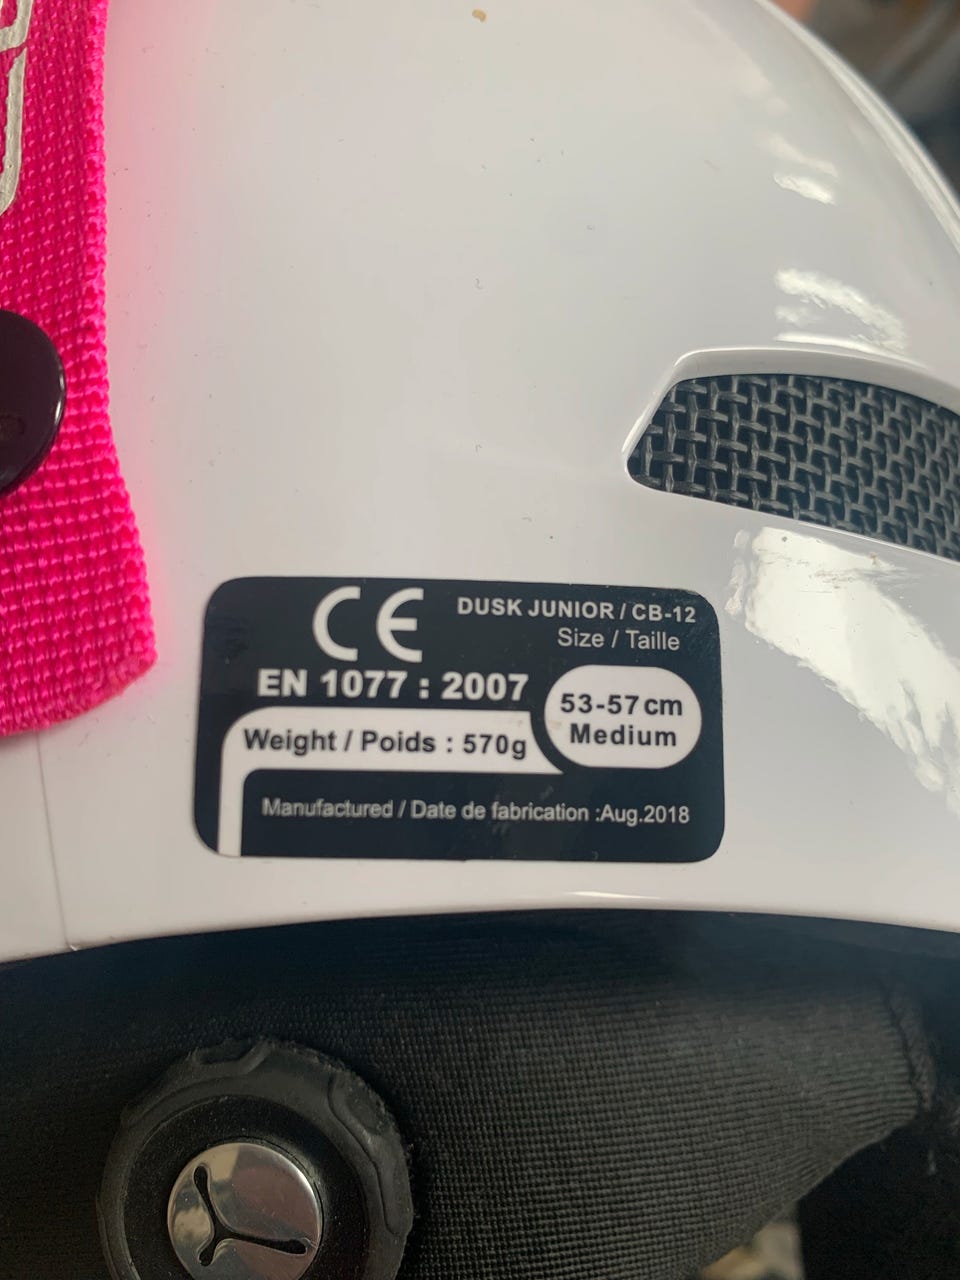 CE
DUSK JUNIOR / CB-12
Size / Taille
EN 1077 : 2007
53-57cm
Medium
Weight / Poids : 570g
Manufactured / Date de fabrication :Aug.2018